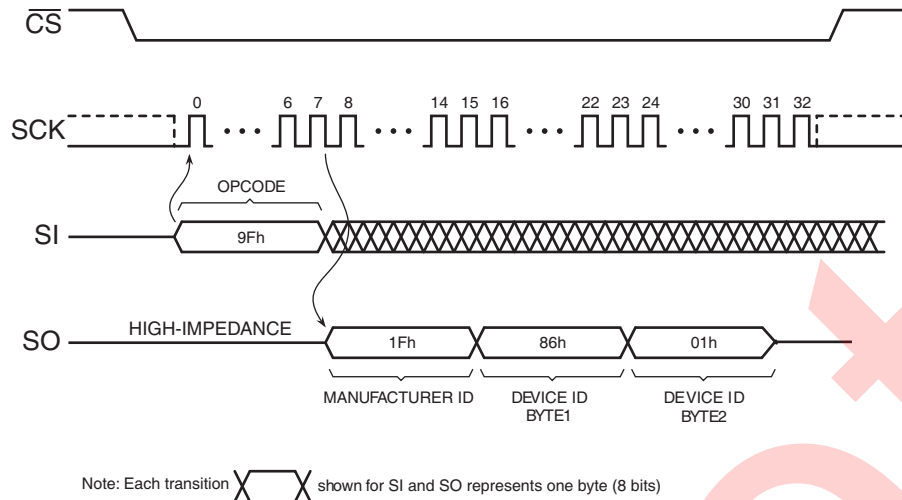 CS
0 6 7 8 14 15 16 22 23 24 30 31 32
SCK
OPCODE
SI
9Fh
HIGH-IMPEDANCE
SO
1Fh 86h 01h
MANUFACTURER ID DEVICE ID DEVICE ID
BYTE1 BYTE2
Note: Each transition shown for SI and SO represents one byte (8 bits)